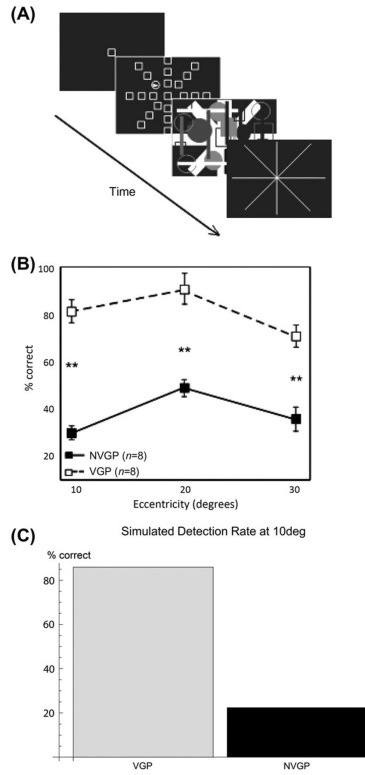 (A)
Time
(B)
100
80
60
40
20
% correct
**
**
**
NVGP (n=8)
VGP (n=8)
10
20
30
Eccentricity (degrees)
(C)
Simulated Detection Rate at 10deg
% correct
80
60
40
20
VGP
NVGP